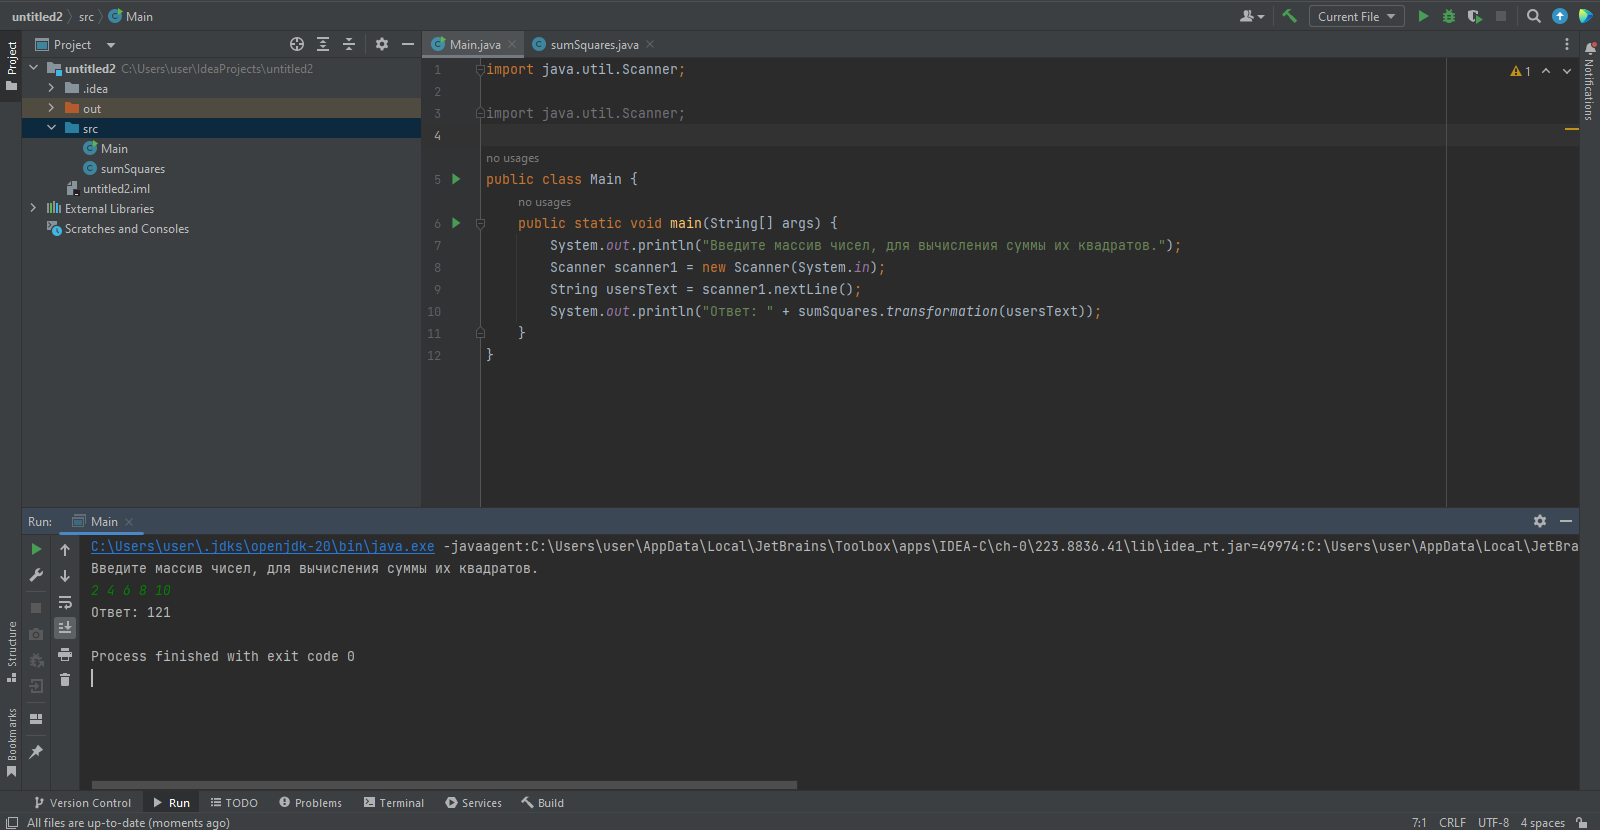 untitled2 〉 src 〉 Main
Current File
Project
Main.java
sumSquares.java
untitled2 C:\Users\user\IdeaProjects\untitled2
.idea
out
src
Main
sumSquares
untitled2.iml
External Libraries
Scratches and Consoles
1 import java.util.Scanner;
2
3 import java.util.Scanner;
4
no usages
5 public class Main {
no usages
6 public static void main(String[] args) {
7 System.out.println("Введите массив чисел, для вычисления суммы их квадратов.");
8 Scanner scanner1 = new Scanner(System.in);
9 String usersText = scanner1.nextLine();
10 System.out.println("Ответ: " + sumSquares.transformation(usersText));
11 }
12 }
1
Project
Notifications
Structure
Bookmarks
Run: Main
C:\Users\user\.jdks\openjdk-20\bin\java.exe -javaagent:C:\Users\user\AppData\Local\JetBrains\Toolbox\apps\IDEA-C\ch-0\223.8836.41\lib\idea_rt.jar=49974:C:\Users\user\AppData\Local\JetBra
Введите массив чисел, для вычисления суммы их квадратов.
2 4 6 8 10
Ответ: 121
Process finished with exit code 0
Version Control Run TODO Problems Terminal Services Build
All files are up-to-date (moments ago)
7:1 CRLF UTF-8 4 spaces